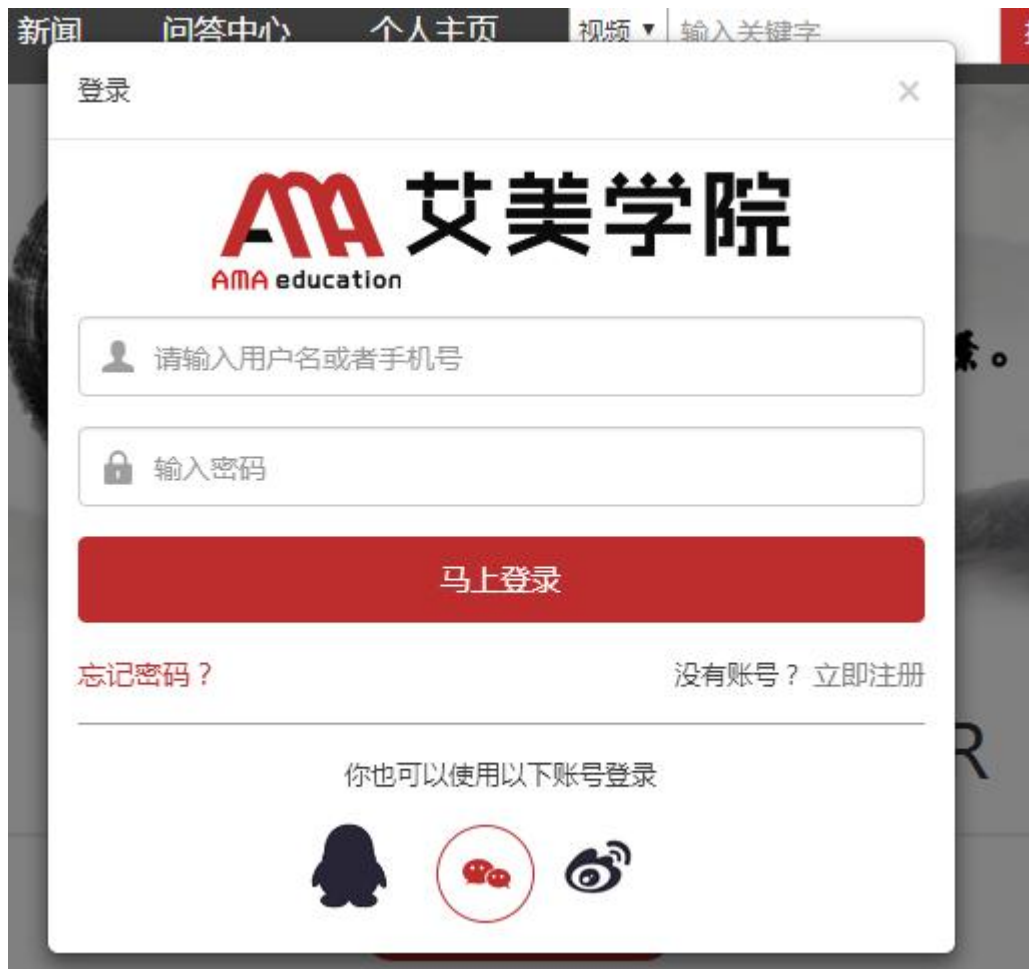 新闻 问答中心 个人主页 视频 ▼ 输入关键字
登录 ×
艾美学院
AMA education
请输入用户名或者手机号
输入密码
马上登录
忘记密码？ 没有账号？ 立即注册
R
你也可以使用以下账号登录